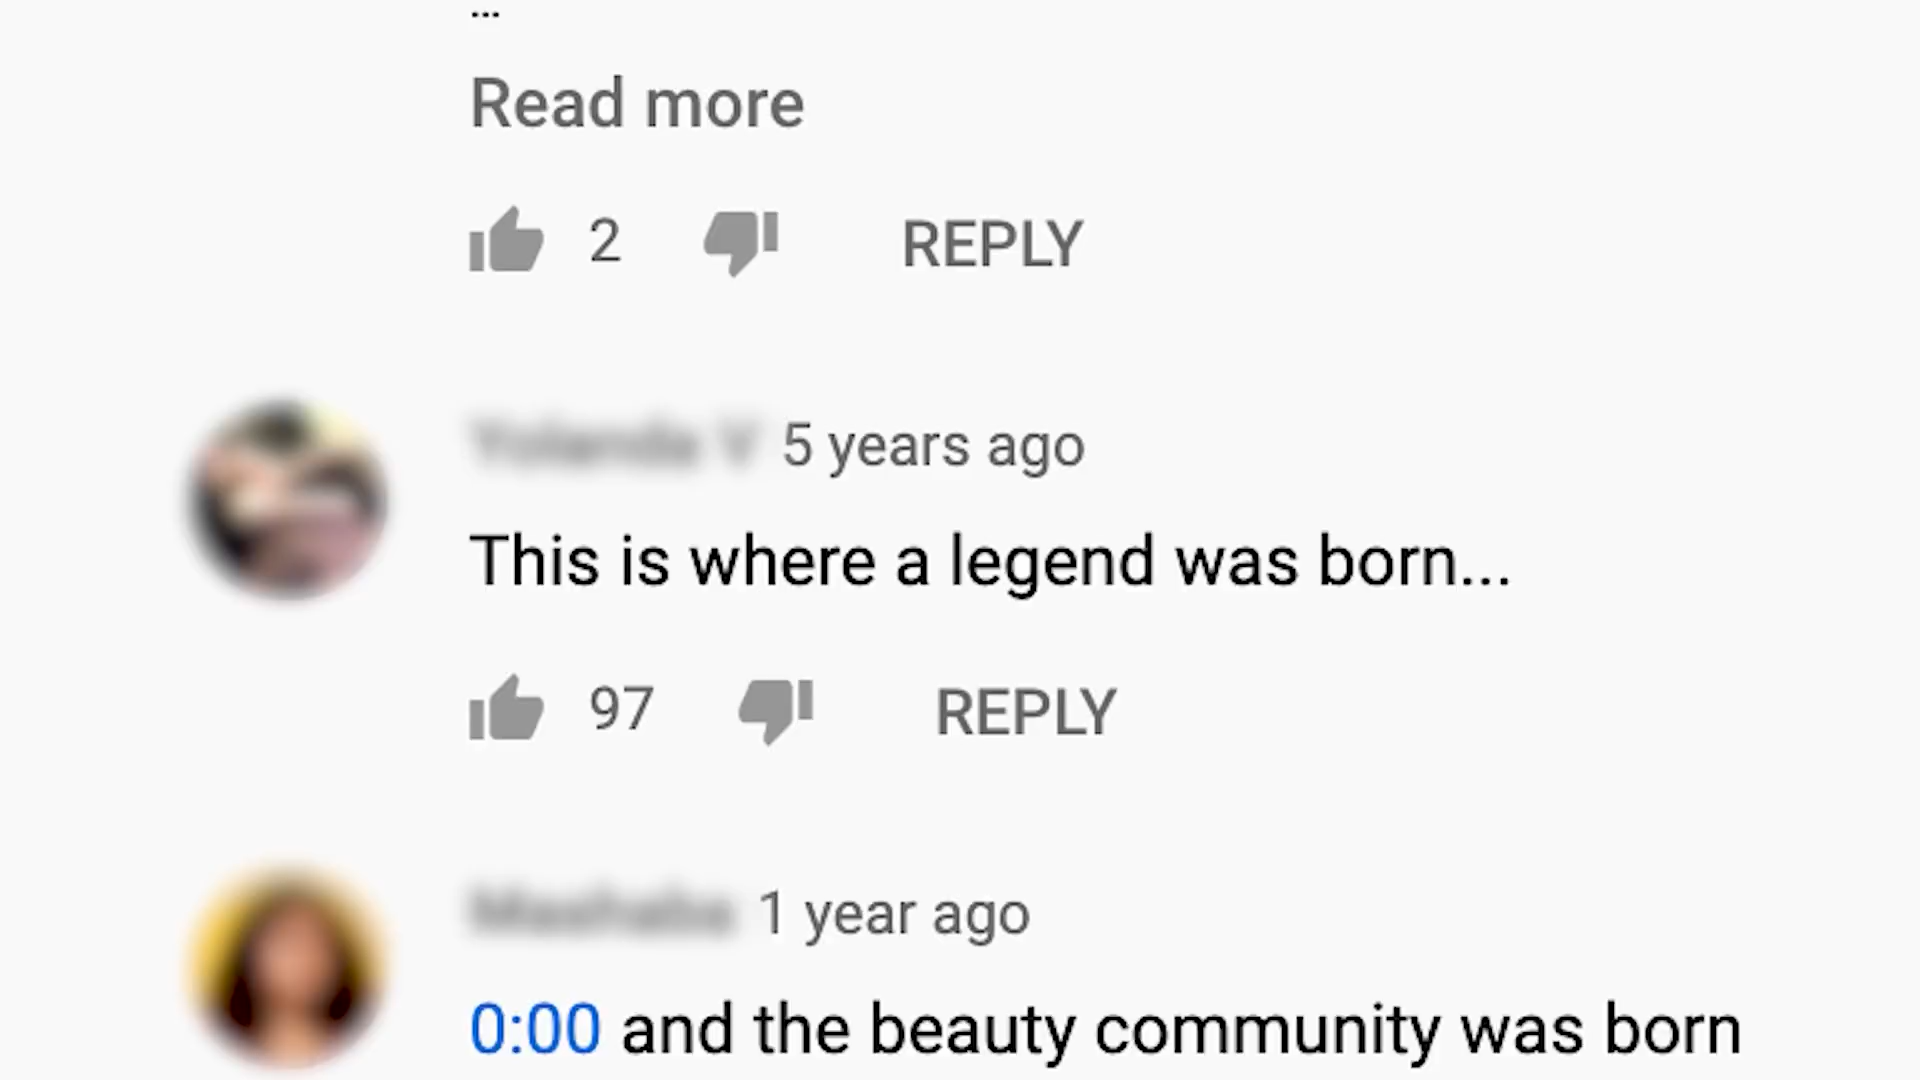 ...
Read more
2 REPLY
5 years ago
This is where a legend was born...
97 REPLY
1 year ago
0:00 and the beauty community was born